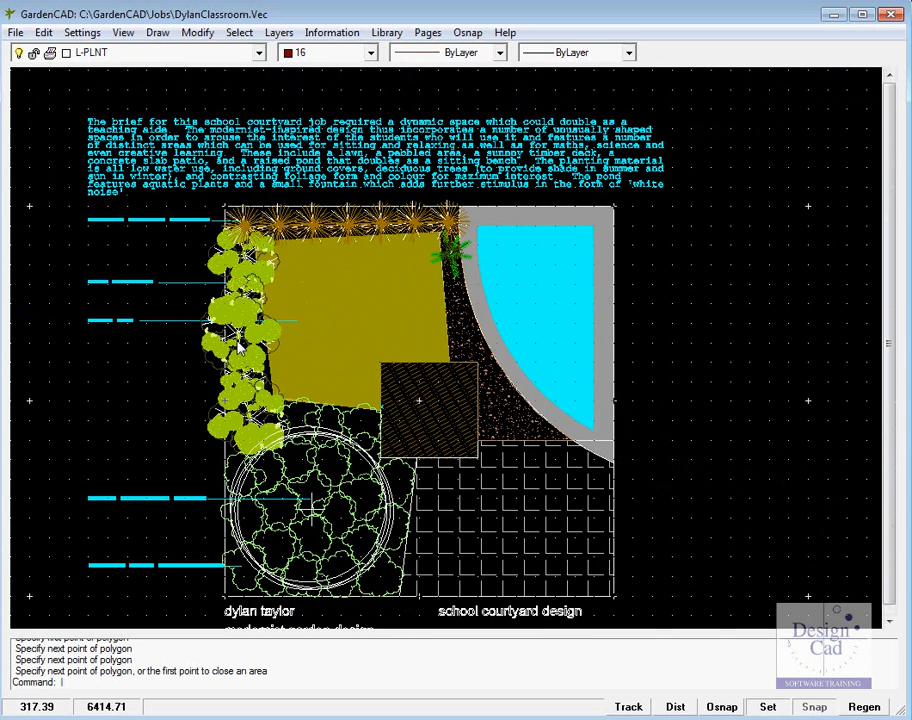 GardenCAD: C:\GardenCAD\Jobs\DylanClassroom.Vec
File Edit Settings View Draw Modify Select Layers Information Library Pages Osnap Help
L-PLNT 16 ByLayer ByLayer
The brief for this school courtyard job required a dynamic space which could double as a
teaching aide. The modernist-inspired design thus incorporates a number of unusually shaped
spaces in order to arouse the interest of the students who will use it and features a number
of distinct areas which can be used for sitting and relaxing as well as for maths, science and
even creative learning. These include a lawn, a pebbled area, a sunny timber deck, a
concrete slab patio, and a raised pond that doubles as a sitting bench. The planting material
is all low water use, including ground covers, deciduous trees (to provide shade in summer and
sun in winter), and contrasting foliage form and colour for maximum interest. The pond
features aquatic plants and a small fountain which adds further stimulus in the form of 'white
noise'
dylan taylor
school courtyard design
modernist garden design
Specify first point of polygon
Specify next point of polygon
Specify next point of polygon
Specify next point of polygon, or the first point to close an area
Command:
Design
Cad
SOFTWARE TRAINING
317.39 6414.71 Track Dist Osnap Set Snap Regen